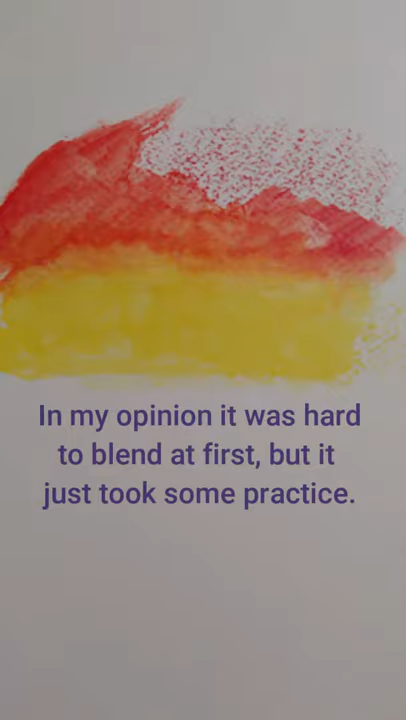 In my opinion it was hard
to blend at first, but it
just took some practice.